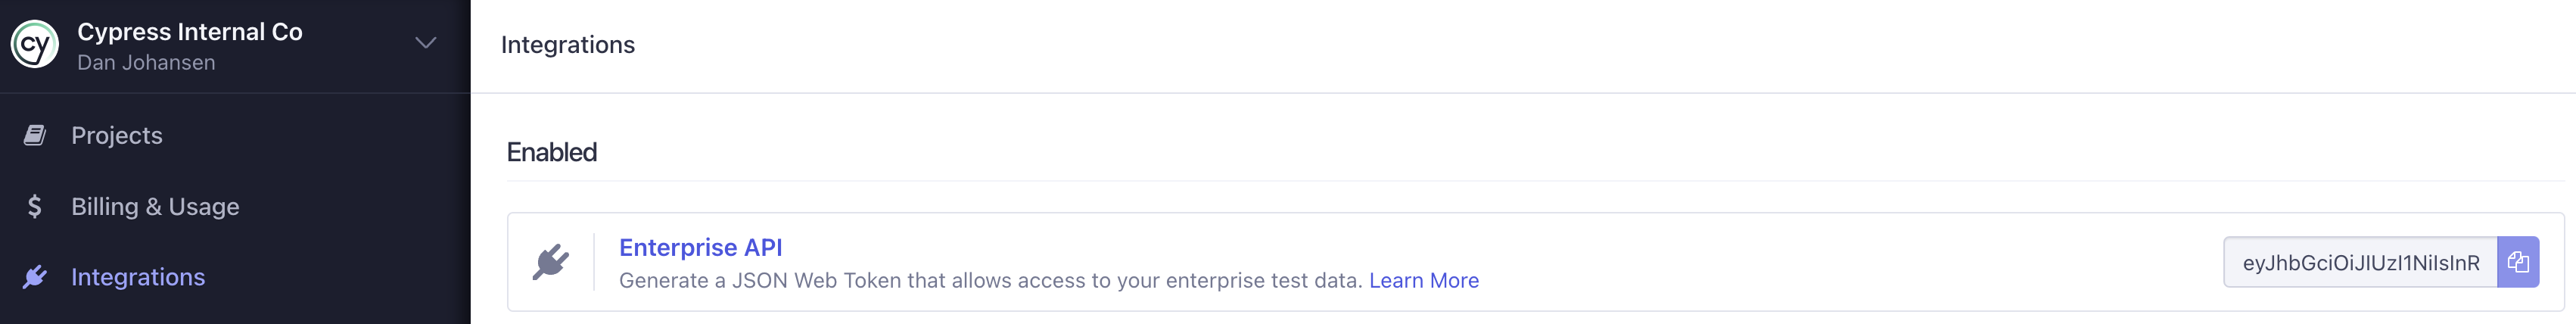 cy
Cypress Internal Co
Dan Johansen
Projects
Billing & Usage
Integrations
Integrations
Enabled
Enterprise API
Generate a JSON Web Token that allows access to your enterprise test data. Learn More
eyJhbGciOiJIUzI1NiIsInR